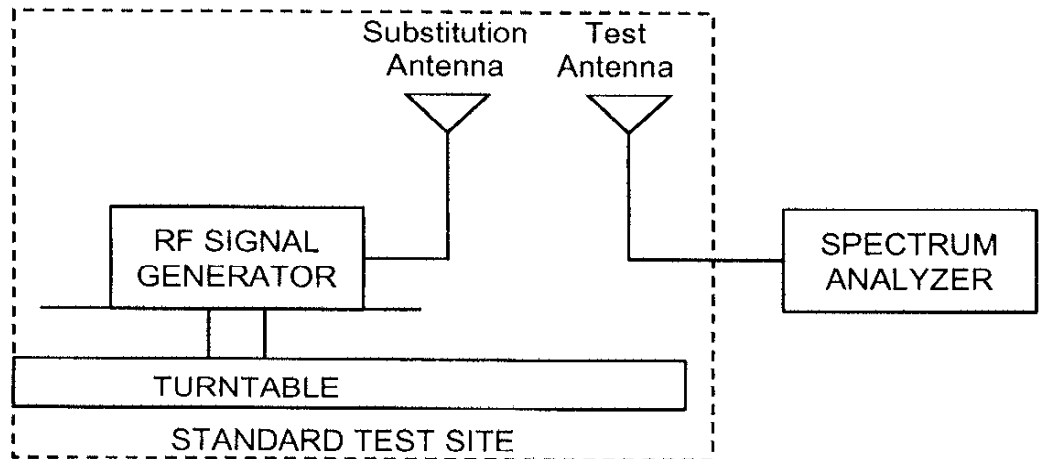 Substitution
Antenna
Test
Antenna
RF SIGNAL
GENERATOR
SPECTRUM
ANALYZER
TURNTABLE
STANDARD TEST SITE